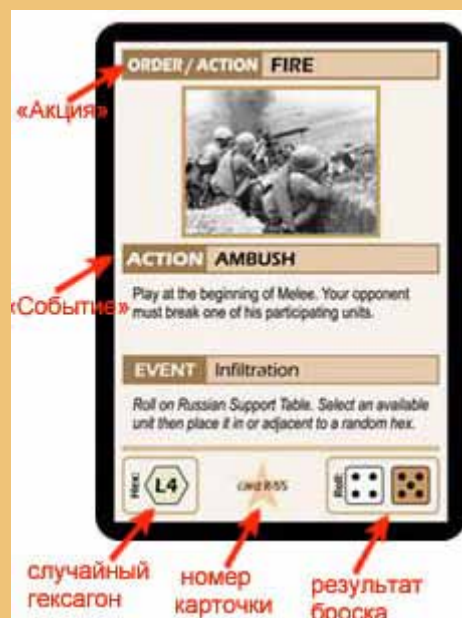 ORDER / ACTION FIRE
«Акция»
ACTION AMBUSH
«Событие»
Play at the beginning of Melee. Your opponent
must break one of his participating units.
EVENT Infiltration
Roll on Russian Support Table. Select an available
unit then place it in or adjacent to a random hex.
Hex: L4
card R-55
Roll:
случайный
гексагон
номер
карточки
результат
броска